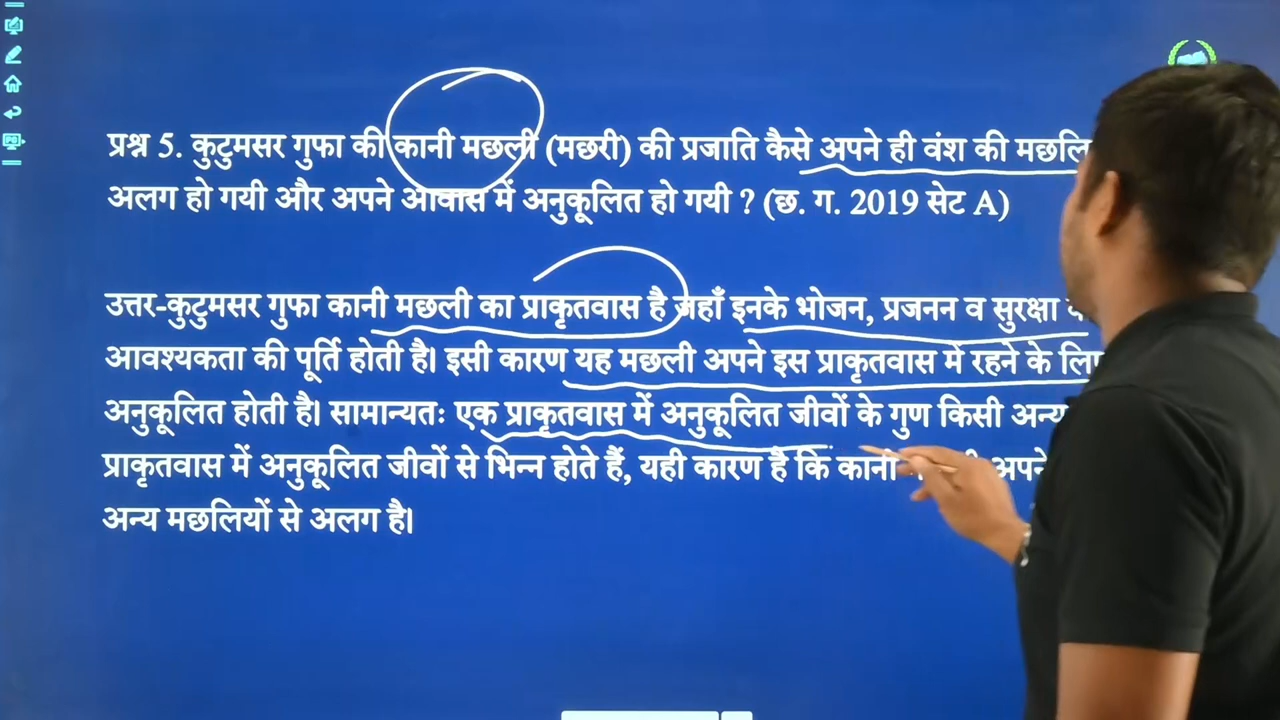 प्रश्न 5. कुटुमसर गुफा की कानी मछली (मछरी) की प्रजाति कैसे अपने ही वंश की
अलग हो गयी और अपने आवास में अनुकूलित हो गयी ? (छ. ग. 2019 सेट A)
उत्तर-कुटुमसर गुफा कानी मछली का प्राकृतवास है जहाँ इनके भोजन, प्रजनन व सुरक्षा
आवश्यकता की पूर्ति होती है। इसी कारण यह मछली अपने इस प्राकृतवास में रहने के
अनुकूलित होती है। सामान्यतः एक प्राकृतवास में अनुकूलित जीवों के गुण किसी अन्य
प्राकृतवास में अनुकूलित जीवों से भिन्न होते हैं, यही कारण है कि कानी
अन्य मछलियों से अलग है।